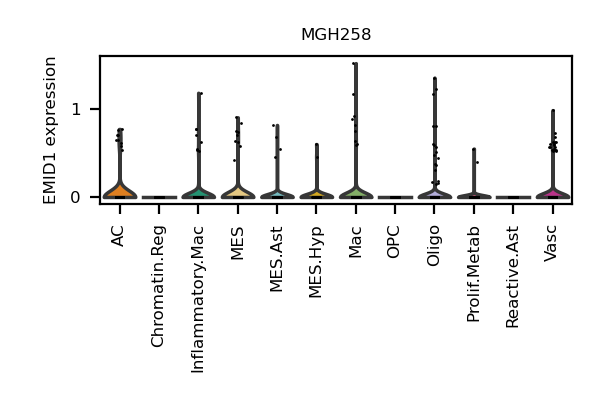 MGH258
EMID1 expression
1
0
AC
Chromatin.Reg
Inflammatory.Mac
MES
MES.Ast
MES.Hyp
Mac
OPC
Oligo
Prolif.Metab
Reactive.Ast
Vasc